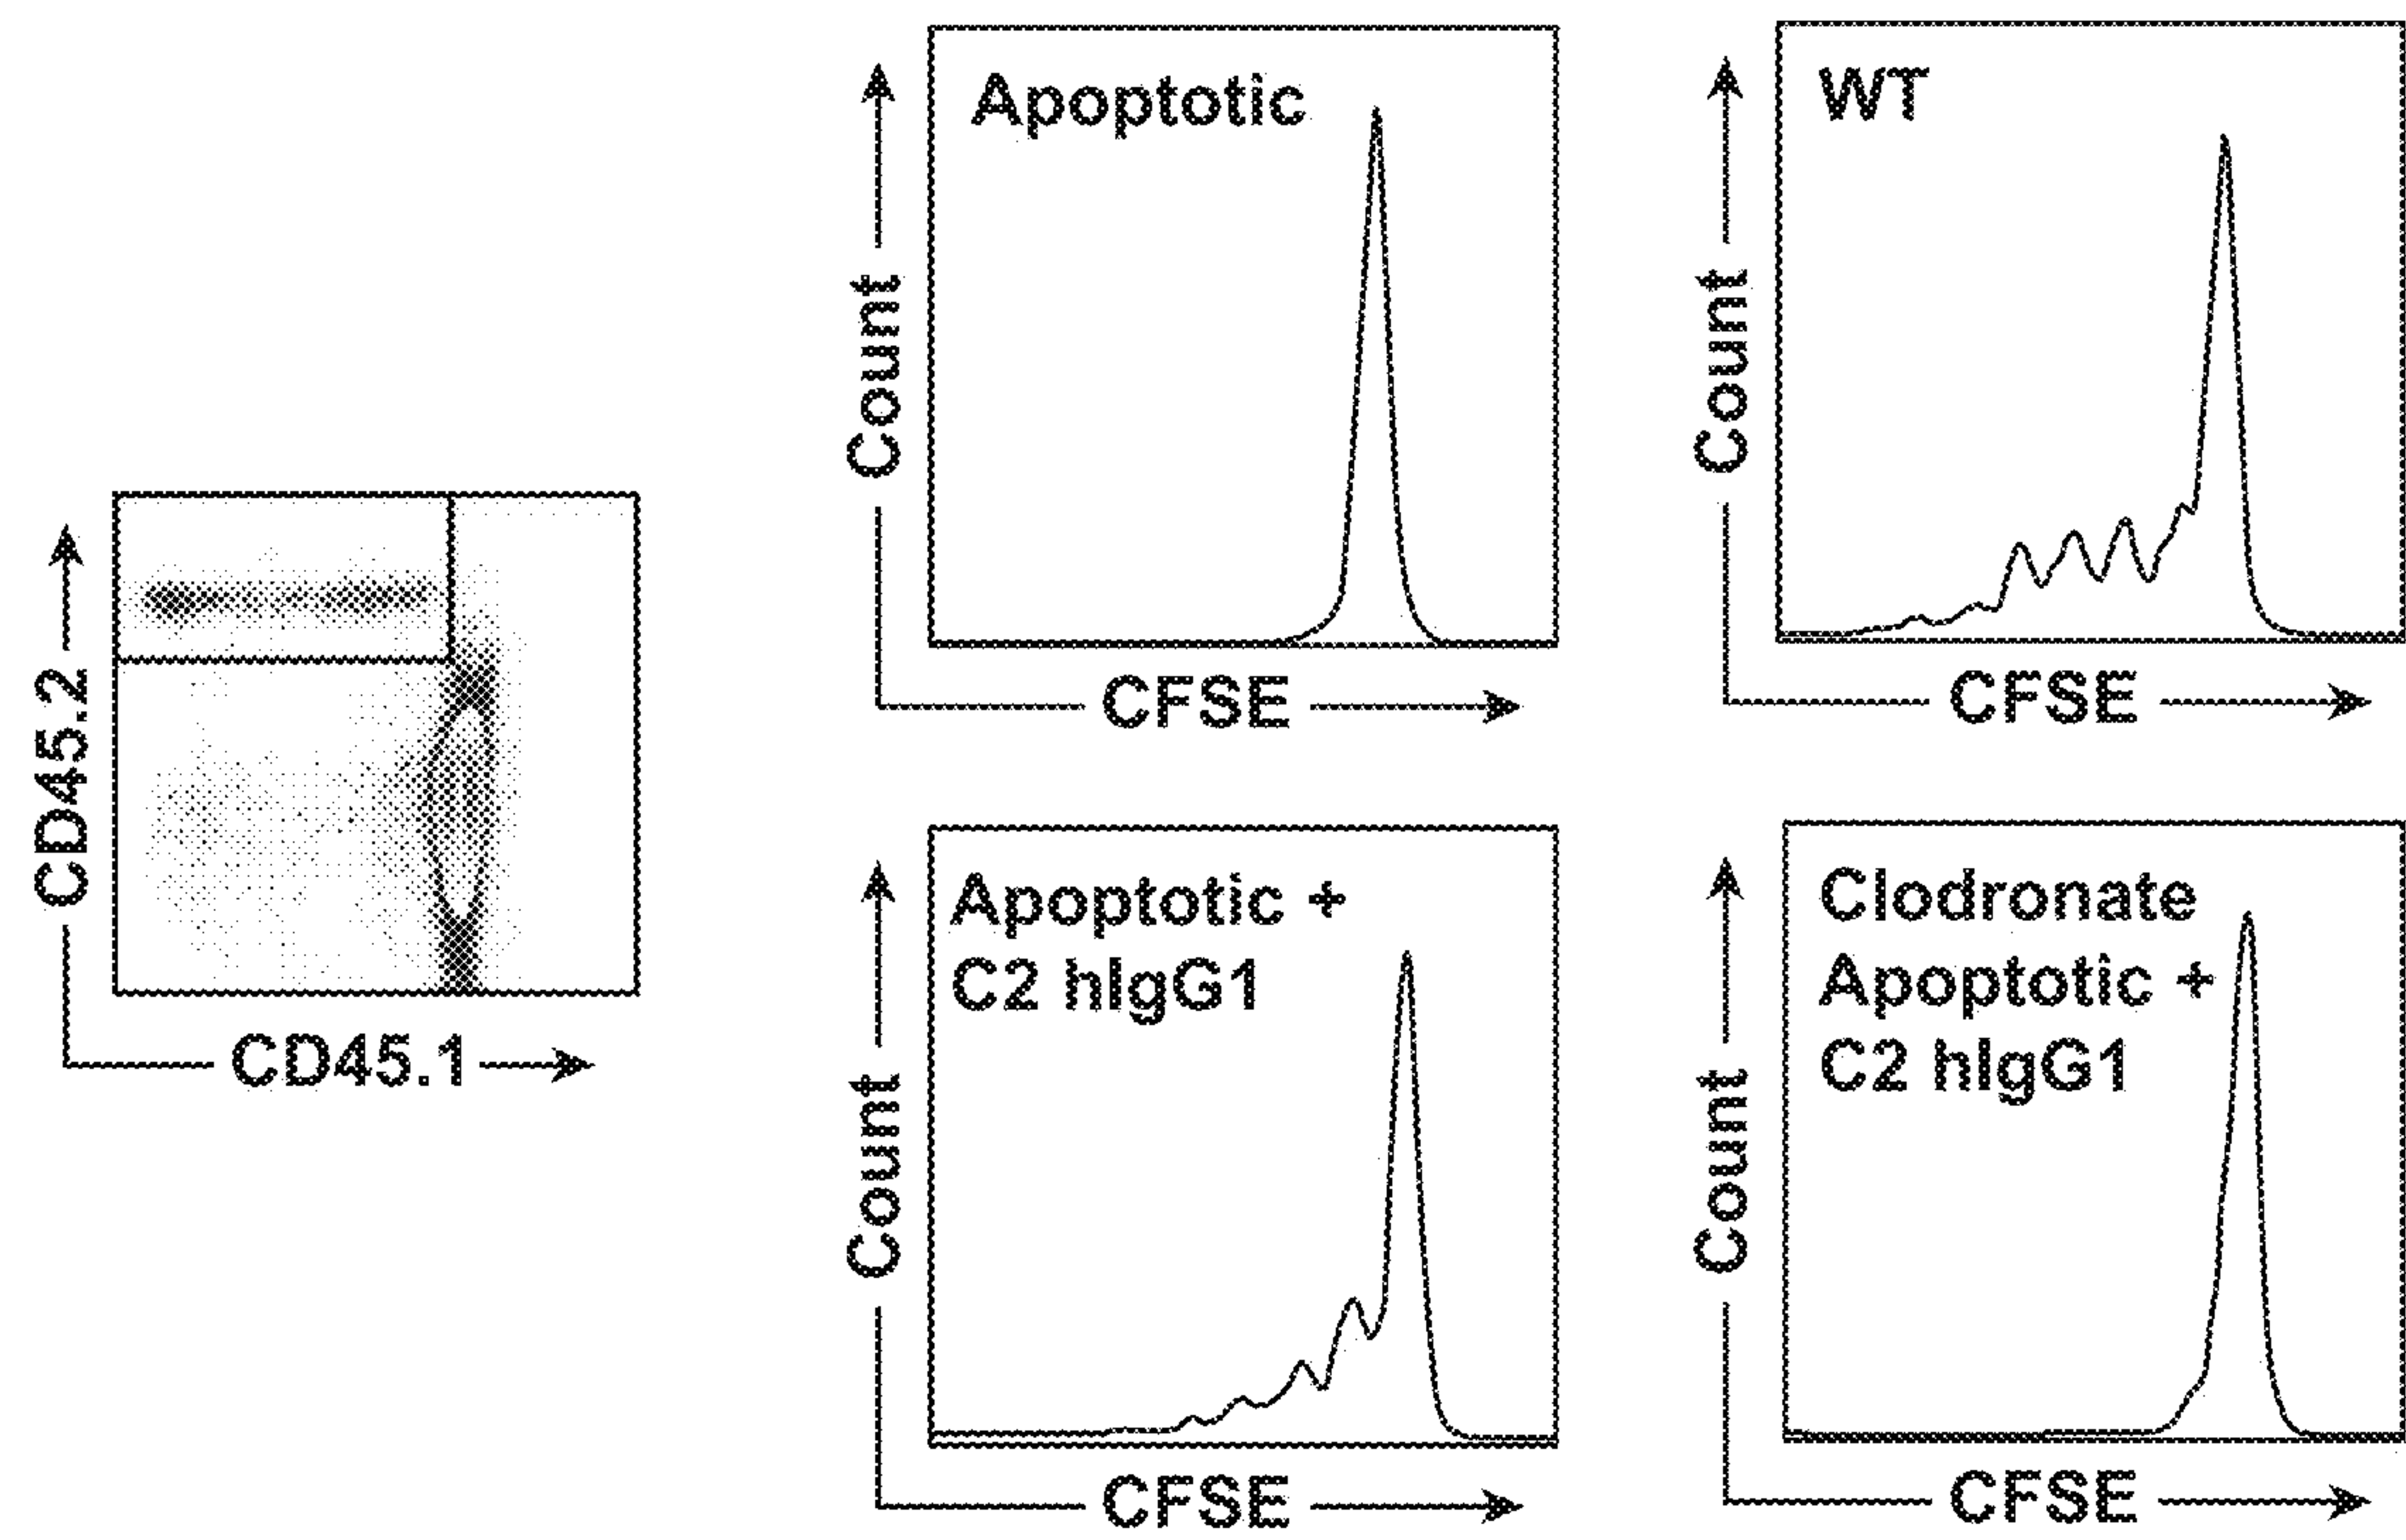 CD45.2
CD45.1
Apoptotic
Count
CFSE
WT
Count
CFSE
Apoptotic +
C2 hIgG1
Count
CFSE
Clodronate
Apoptotic +
C2 hIgG1
Count
CFSE